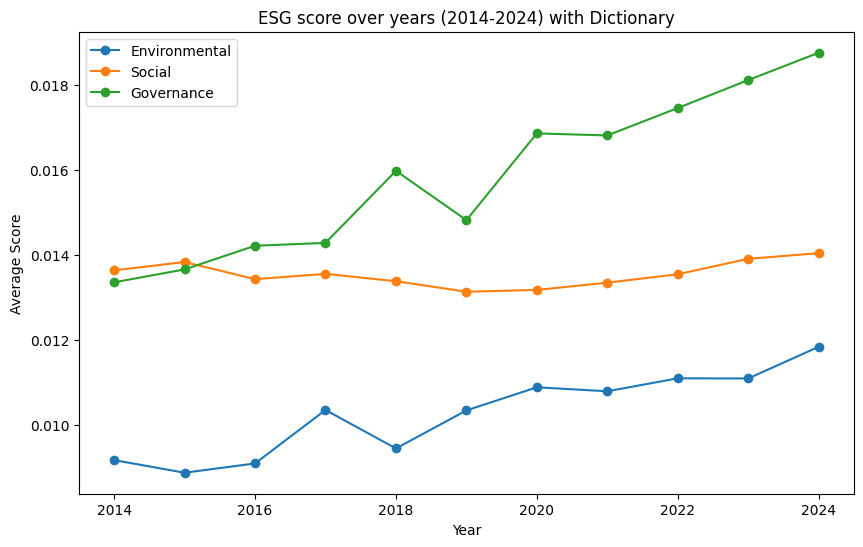 ESG score over years (2014-2024) with Dictionary
Environmental
Social
Governance
Average Score
0.018
0.016
0.014
0.012
0.010
2014 2016 2018 2020 2022 2024
Year